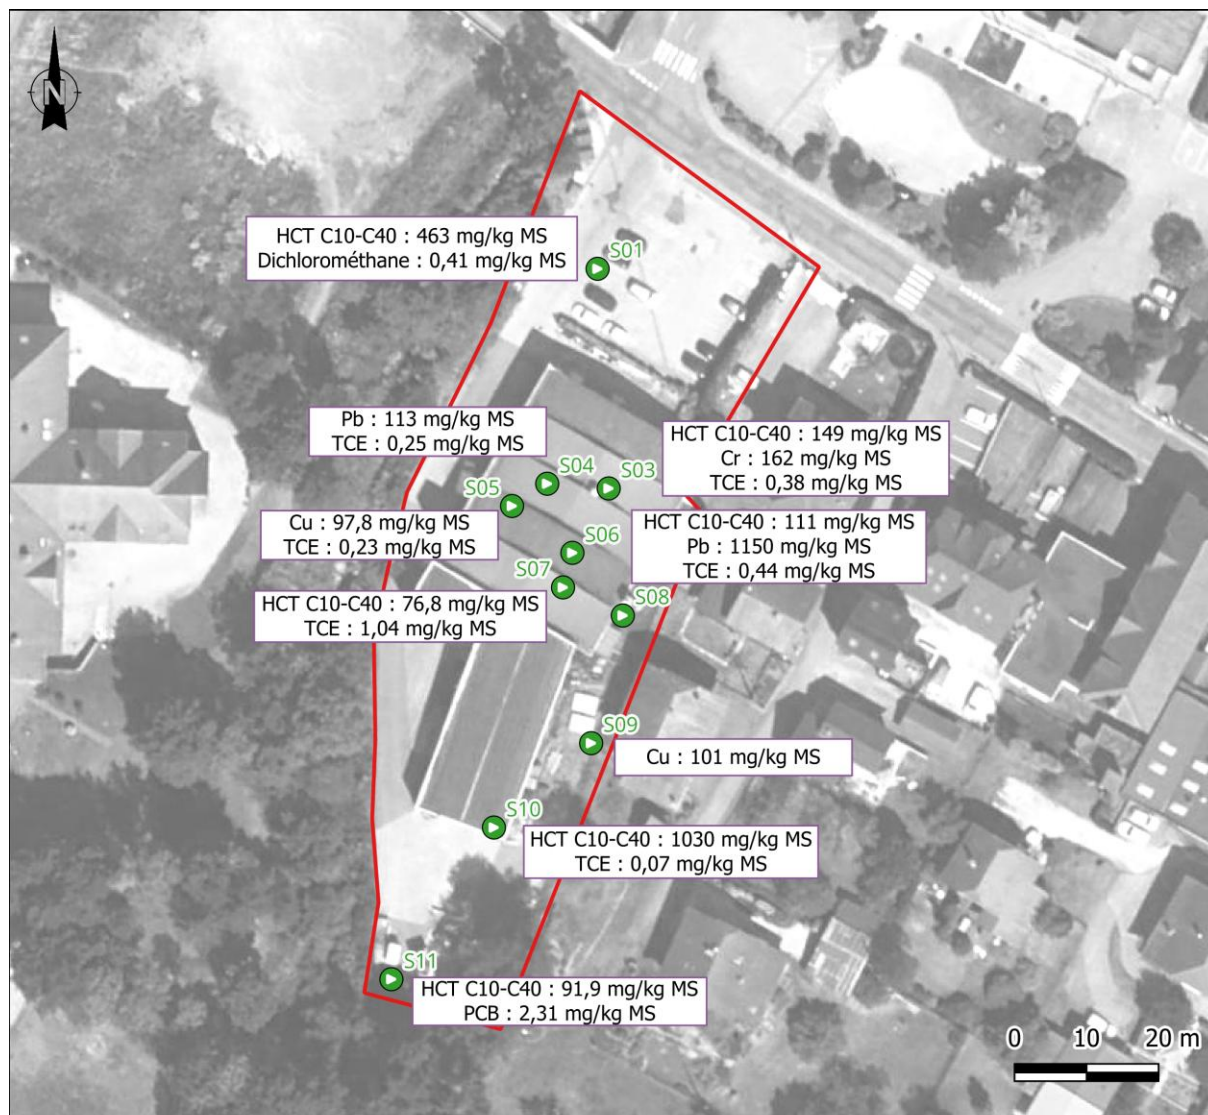 N
HCT C10-C40 : 463 mg/kg MS
Dichlorométhane : 0,41 mg/kg MS
S01
Pb : 113 mg/kg MS
TCE : 0,25 mg/kg MS
HCT C10-C40 : 149 mg/kg MS
Cr : 162 mg/kg MS
TCE : 0,38 mg/kg MS
S04
S03
S05
Cu : 97,8 mg/kg MS
TCE : 0,23 mg/kg MS
HCT C10-C40 : 111 mg/kg MS
Pb : 1150 mg/kg MS
TCE : 0,44 mg/kg MS
S06
S07
HCT C10-C40 : 76,8 mg/kg MS
TCE : 1,04 mg/kg MS
S08
S09
Cu : 101 mg/kg MS
S10
HCT C10-C40 : 1030 mg/kg MS
TCE : 0,07 mg/kg MS
S11
HCT C10-C40 : 91,9 mg/kg MS
PCB : 2,31 mg/kg MS
0 10 20 m